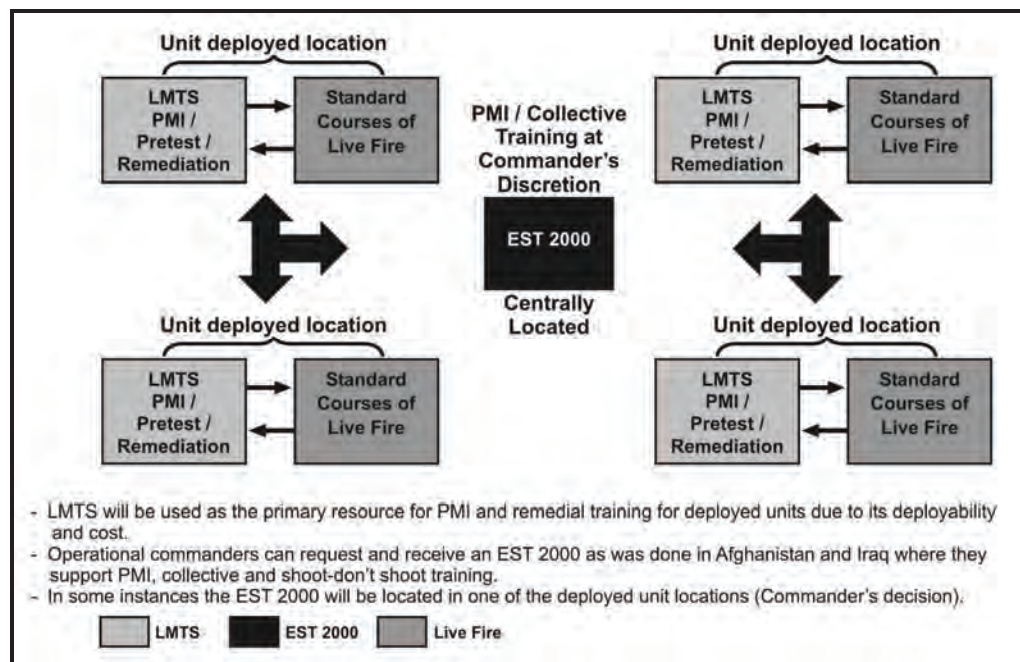 Unit deployed location
LMTS
PMI /
Pretest /
Remediation
Standard
Courses of
Live Fire
PMI / Collective
Training at
Commander's
Discretion
EST 2000
Centrally
Located
Unit deployed location
LMTS
PMI /
Pretest /
Remediation
Standard
Courses of
Live Fire
Unit deployed location
LMTS
PMI /
Pretest /
Remediation
Standard
Courses of
Live Fire
Unit deployed location
LMTS
PMI /
Pretest /
Remediation
Standard
Courses of
Live Fire
- LMTS will be used as the primary resource for PMI and remedial training for deployed units due to its deployability
and cost.
- Operational commanders can request and receive an EST 2000 as was done in Afghanistan and Iraq where they
support PMI, collective and shoot-don't shoot training.
- In some instances the EST 2000 will be located in one of the deployed unit locations (Commander's decision).
LMTS EST 2000 Live Fire